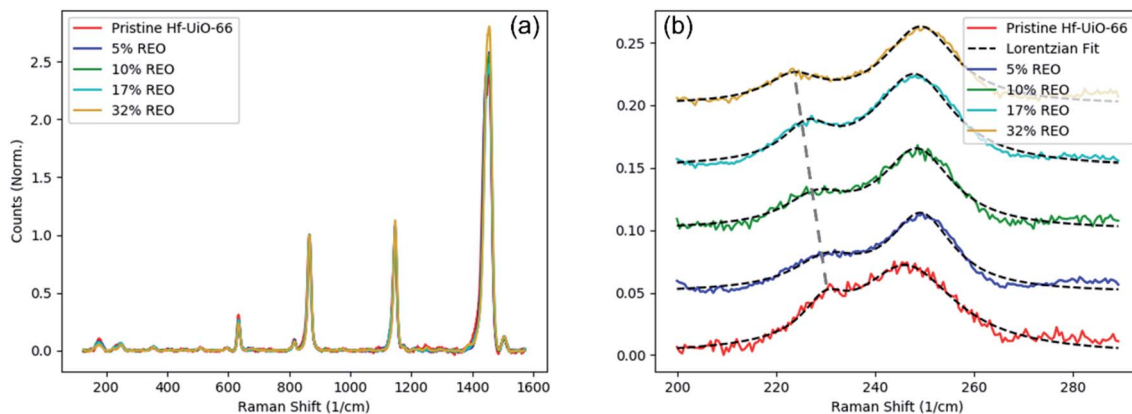 (a)
Pristine Hf-UiO-66
5% REO
10% REO
17% REO
32% REO
2.5
2.0
1.5
1.0
0.5
0.0
Counts (Norm.)
200 400 600 800 1000 1200 1400 1600
Raman Shift (1/cm)
(b)
Pristine Hf-UiO-66
Lorentzian Fit
5% REO
10% REO
17% REO
32% REO
0.25
0.20
0.15
0.10
0.05
0.00
200 220 240 260 280
Raman Shift (1/cm)